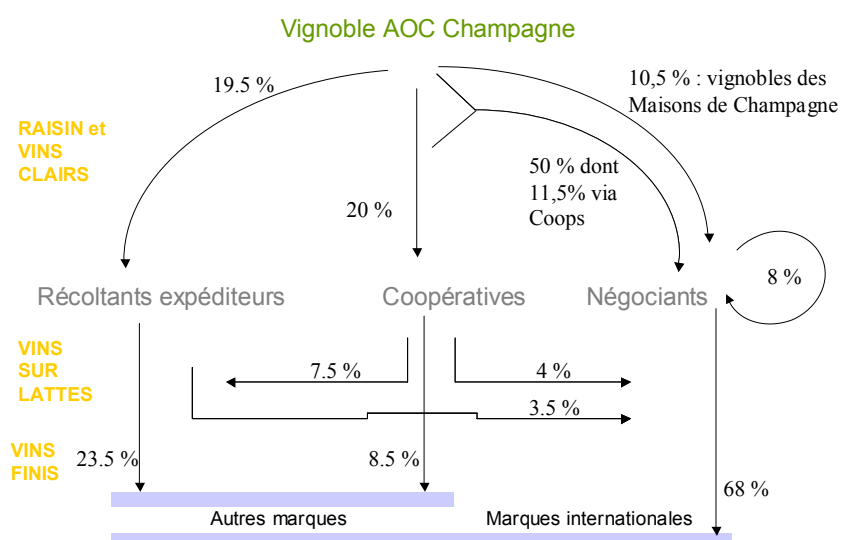 Vignoble AOC Champagne
19.5 %
10,5 % : vignobles des
Maisons de Champagne
RAISIN et
VINS
CLAIRS
50 % dont
11,5% via
Coops
20 %
8 %
Récoltants expéditeurs
Coopératives
Négociants
VINS
SUR
LATTES
7.5 %
4 %
3.5 %
VINS
FINIS
23.5 %
8.5 %
68 %
Autres marques
Marques internationales